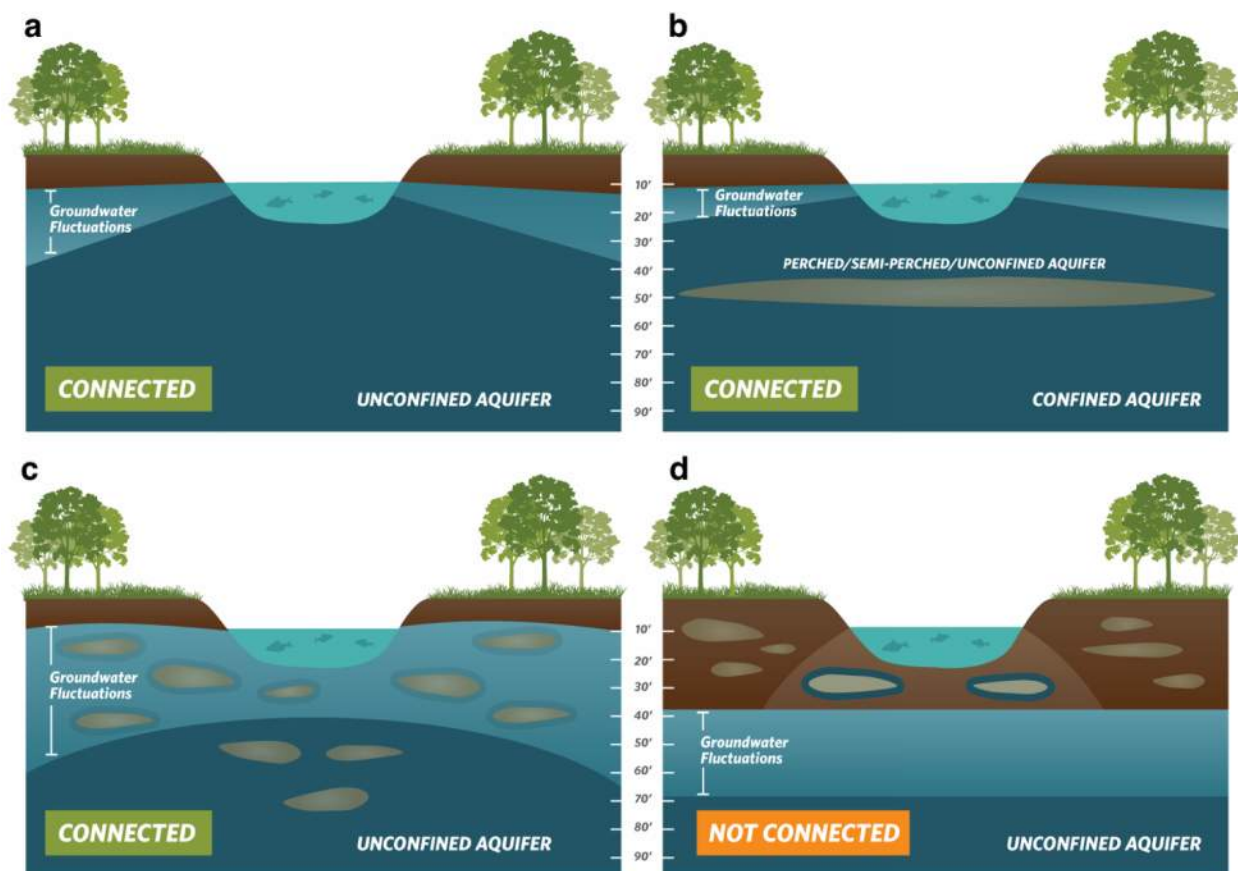 a
b
Groundwater
Fluctuations
10'
20'
30'
40'
50'
60'
70'
80'
90'
Groundwater
Fluctuations
PERCHED/SEMI-PERCHED/UNCONFINED AQUIFER
CONNECTED
UNCONFINED AQUIFER
CONNECTED
CONFINED AQUIFER
c
d
Groundwater
Fluctuations
10'
20'
30'
40'
50'
60'
70'
80'
90'
Groundwater
Fluctuations
CONNECTED
UNCONFINED AQUIFER
NOT CONNECTED
UNCONFINED AQUIFER